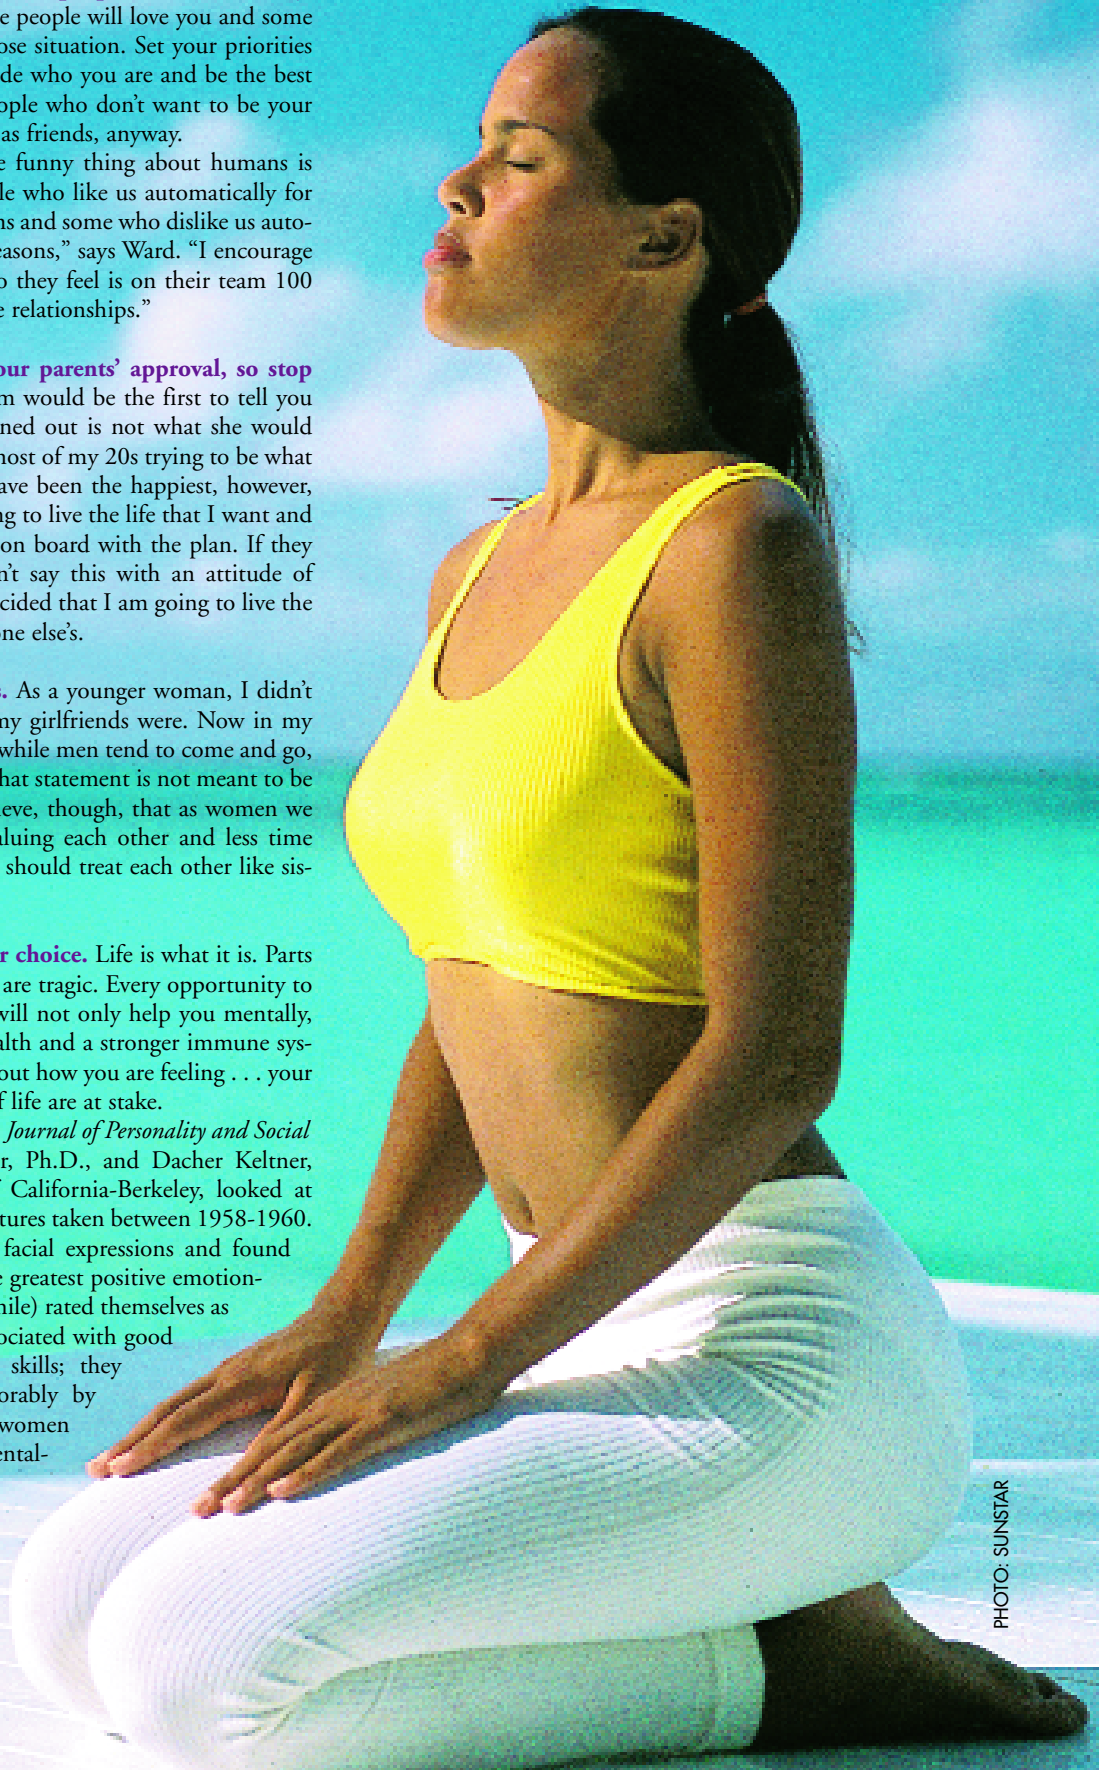 e people will love you and some
ose situation. Set your priorities
de who you are and be the best
ople who don’t want to be your
as friends, anyway.
e funny thing about humans is
le who like us automatically for
ns and some who dislike us auto-
easons,” says Ward. “I encourage
o they feel is on their team 100
e relationships.”
our parents’ approval, so stop
m would be the first to tell you
ned out is not what she would
most of my 20s trying to be what
ave been the happiest, however,
ng to live the life that I want and
on board with the plan. If they
n’t say this with an attitude of
cided that I am going to live the
one else’s.
s. As a younger woman, I didn’t
my girlfriends were. Now in my
while men tend to come and go,
hat statement is not meant to be
ieve, though, that as women we
aluing each other and less time
should treat each other like sis-
r choice. Life is what it is. Parts
are tragic. Every opportunity to
will not only help you mentally,
alth and a stronger immune sys-
out how you are feeling . . . your
f life are at stake.
Journal of Personality and Social
r, Ph.D., and Dacher Keltner,
f California-Berkeley, looked at
tures taken between 1958-1960.
facial expressions and found
e greatest positive emotion-
mile) rated themselves as
ociated with good
skills; they
orably by
women
ental-
PHOTO: SUNSTAR